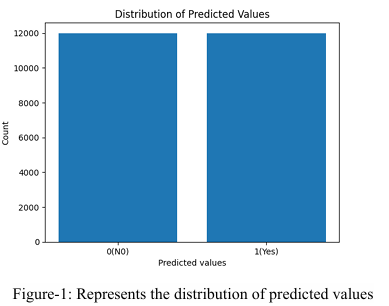 Distribution of Predicted Values
12000
10000
8000
6000
4000
2000
0
Count
0(N0)
1(Yes)
Predicted values
Figure-1: Represents the distribution of predicted values